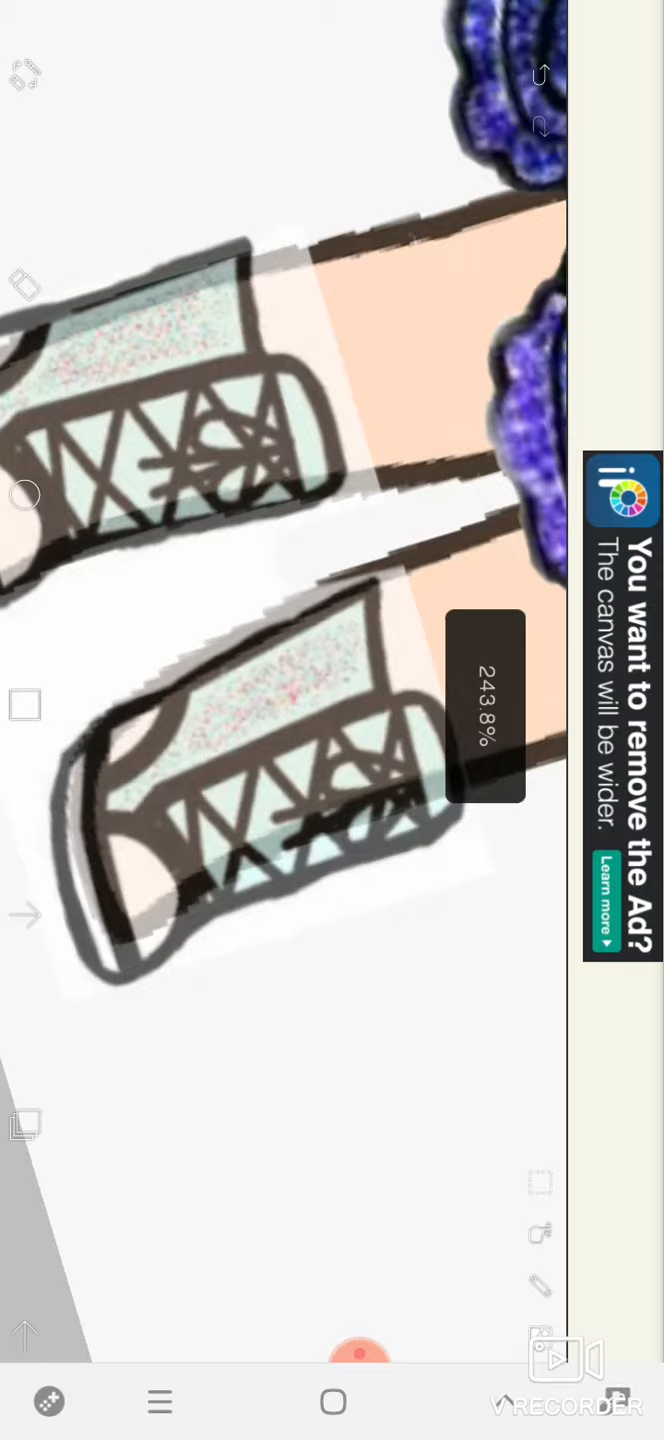 You want to remove the Ad?
The canvas will be wider.
Learn more
243.8%
V RECORDER